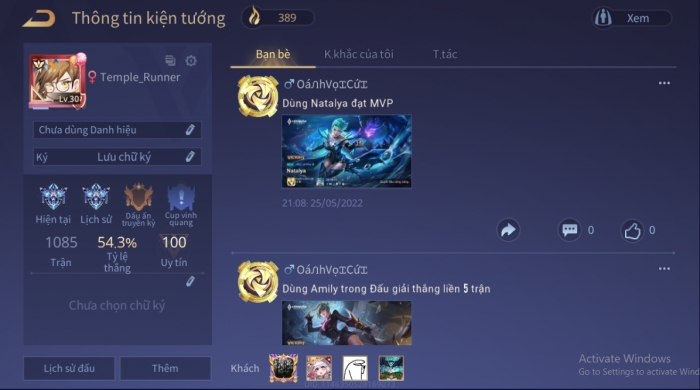 Thông tin kiện tướng
389
Xem
Temple_Runner
Lv.30
Chưa dùng Danh hiệu
Ký Lưu chữ ký
Hiện tại
Lịch sử
Dấu ấn truyền kỳ
Cup vinh quang
1085
54.3%
100
Trận
Tỷ lệ thắng
Uy tín
Chưa chọn chữ ký
Lịch sử đấu
Thêm
Bạn bè
K.khắc của tôi
T.tác
Dùng Natalya đạt MVP
Natalya
21:08: 25/05/2022
0
0
Dùng Amily trong Đấu giải thắng liền 5 trận
Khách
Activate Windows
Go to Settings to activate Wind